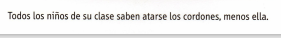 Todos los niños de su clase saben atarse los cordones, menos ella.